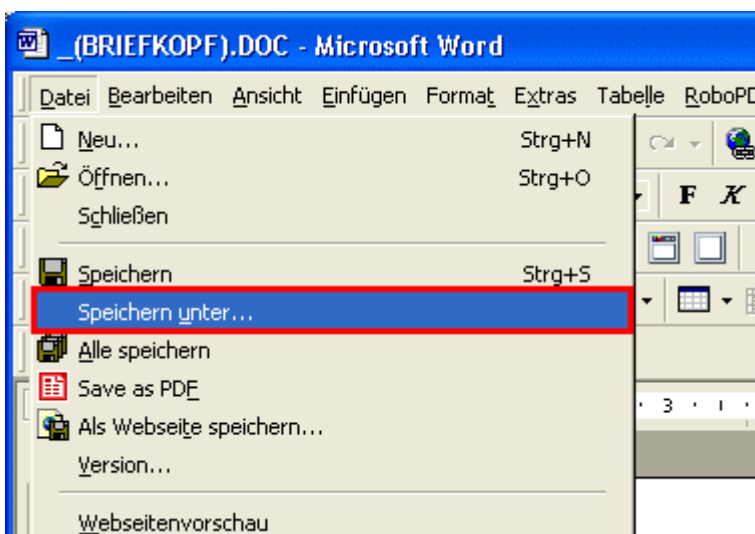 _(BRIEFKOPF).DOC - Microsoft Word
Datei Bearbeiten Ansicht Einfügen Format Extras Tabelle RoboPD
Neu... Strg+N
Öffnen... Strg+O
Schließen
F K
Speichern Strg+S
Speichern unter...
Alle speichern
Save as PDF
3
Als Webseite speichern...
Version...
Webseitenvorschau